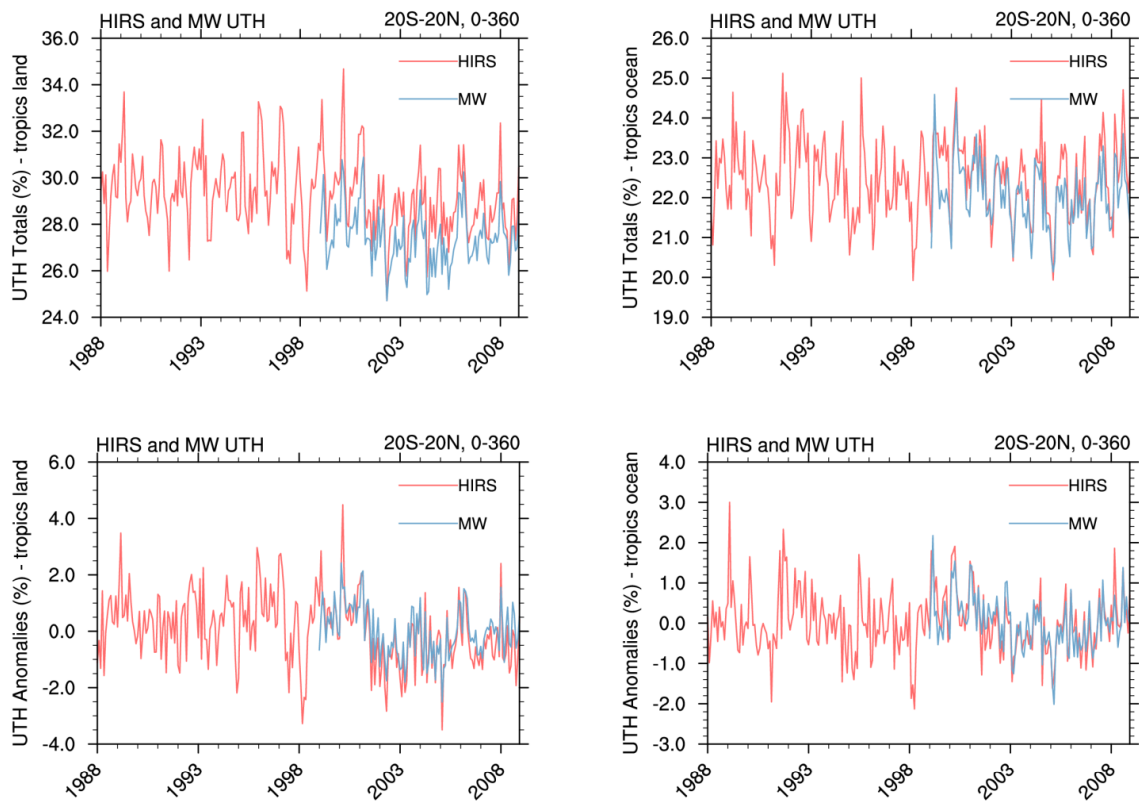 HIRS and MW UTH 20S-20N, 0-360
UTH Totals (%) - tropics land
36.0
34.0
32.0
30.0
28.0
26.0
24.0
HIRS
MW
1988 1993 1998 2003 2008
HIRS and MW UTH 20S-20N, 0-360
UTH Totals (%) - tropics ocean
26.0
25.0
24.0
23.0
22.0
21.0
20.0
19.0
HIRS
MW
1988 1993 1998 2003 2008
HIRS and MW UTH 20S-20N, 0-360
UTH Anomalies (%) - tropics land
6.0
4.0
2.0
0.0
-2.0
-4.0
HIRS
MW
1988 1993 1998 2003 2008
HIRS and MW UTH 20S-20N, 0-360
UTH Anomalies (%) - tropics ocean
4.0
3.0
2.0
1.0
0.0
-1.0
-2.0
-3.0
HIRS
MW
1988 1993 1998 2003 2008